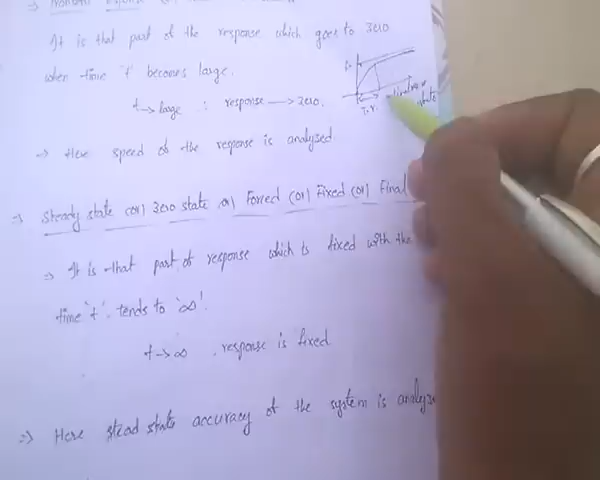 It is that part of the response which goes to zero
when time 't' becomes large.
t → large : response → zero.
T.R.
state
⇒ Here speed of the response is analysed
⇒ Steady state (or) zero state (or) Forced (or) Fixed (or) Final
⇒ It is that part of response which is fixed with the
time 't' tends to '∞'.
t → ∞ , response is fixed
⇒ Here stead state accuracy of the system is